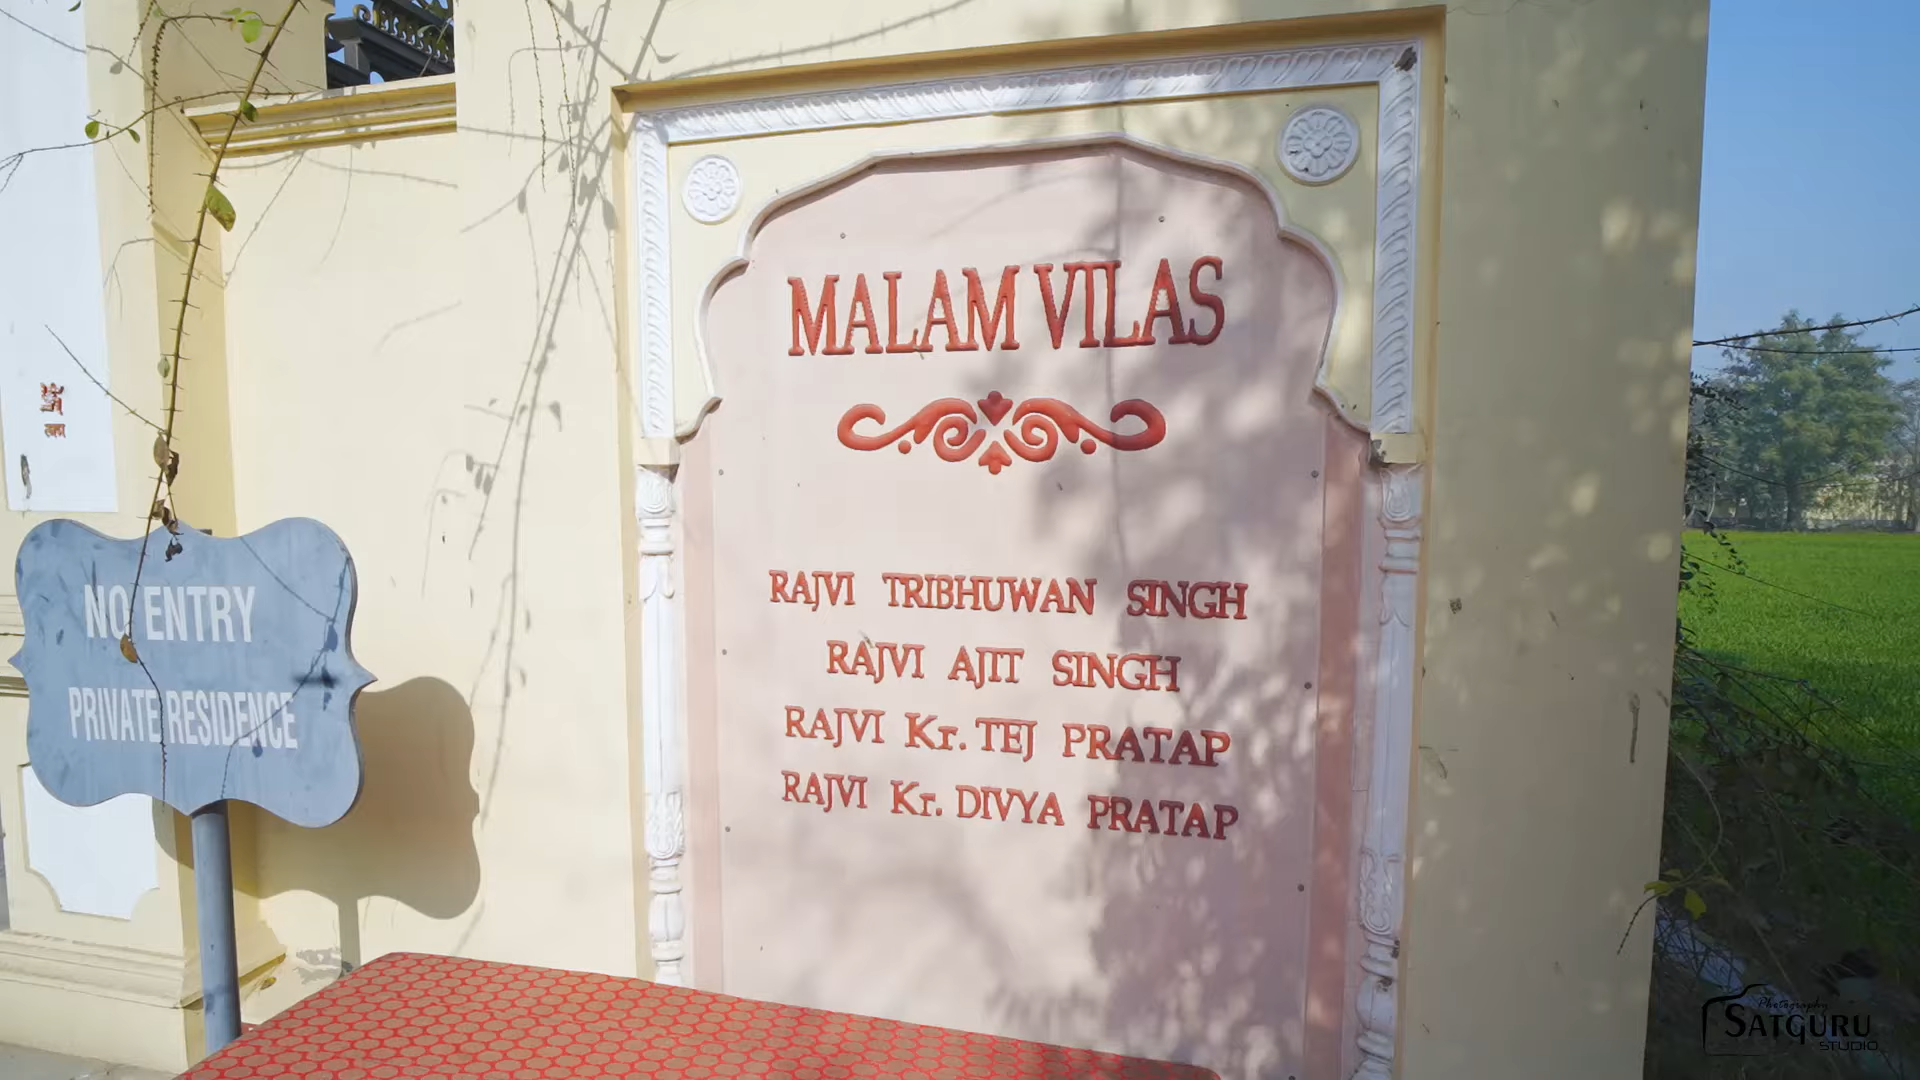 MALAM VILAS
RAJVI TRIBHUWAN SINGH
RAJVI AJIT SINGH
RAJVI Kr. TEJ PRATAP
RAJVI Kr. DIVYA PRATAP
NO ENTRY
PRIVATE RESIDENCE
Photography
SATGURU
STUDIO